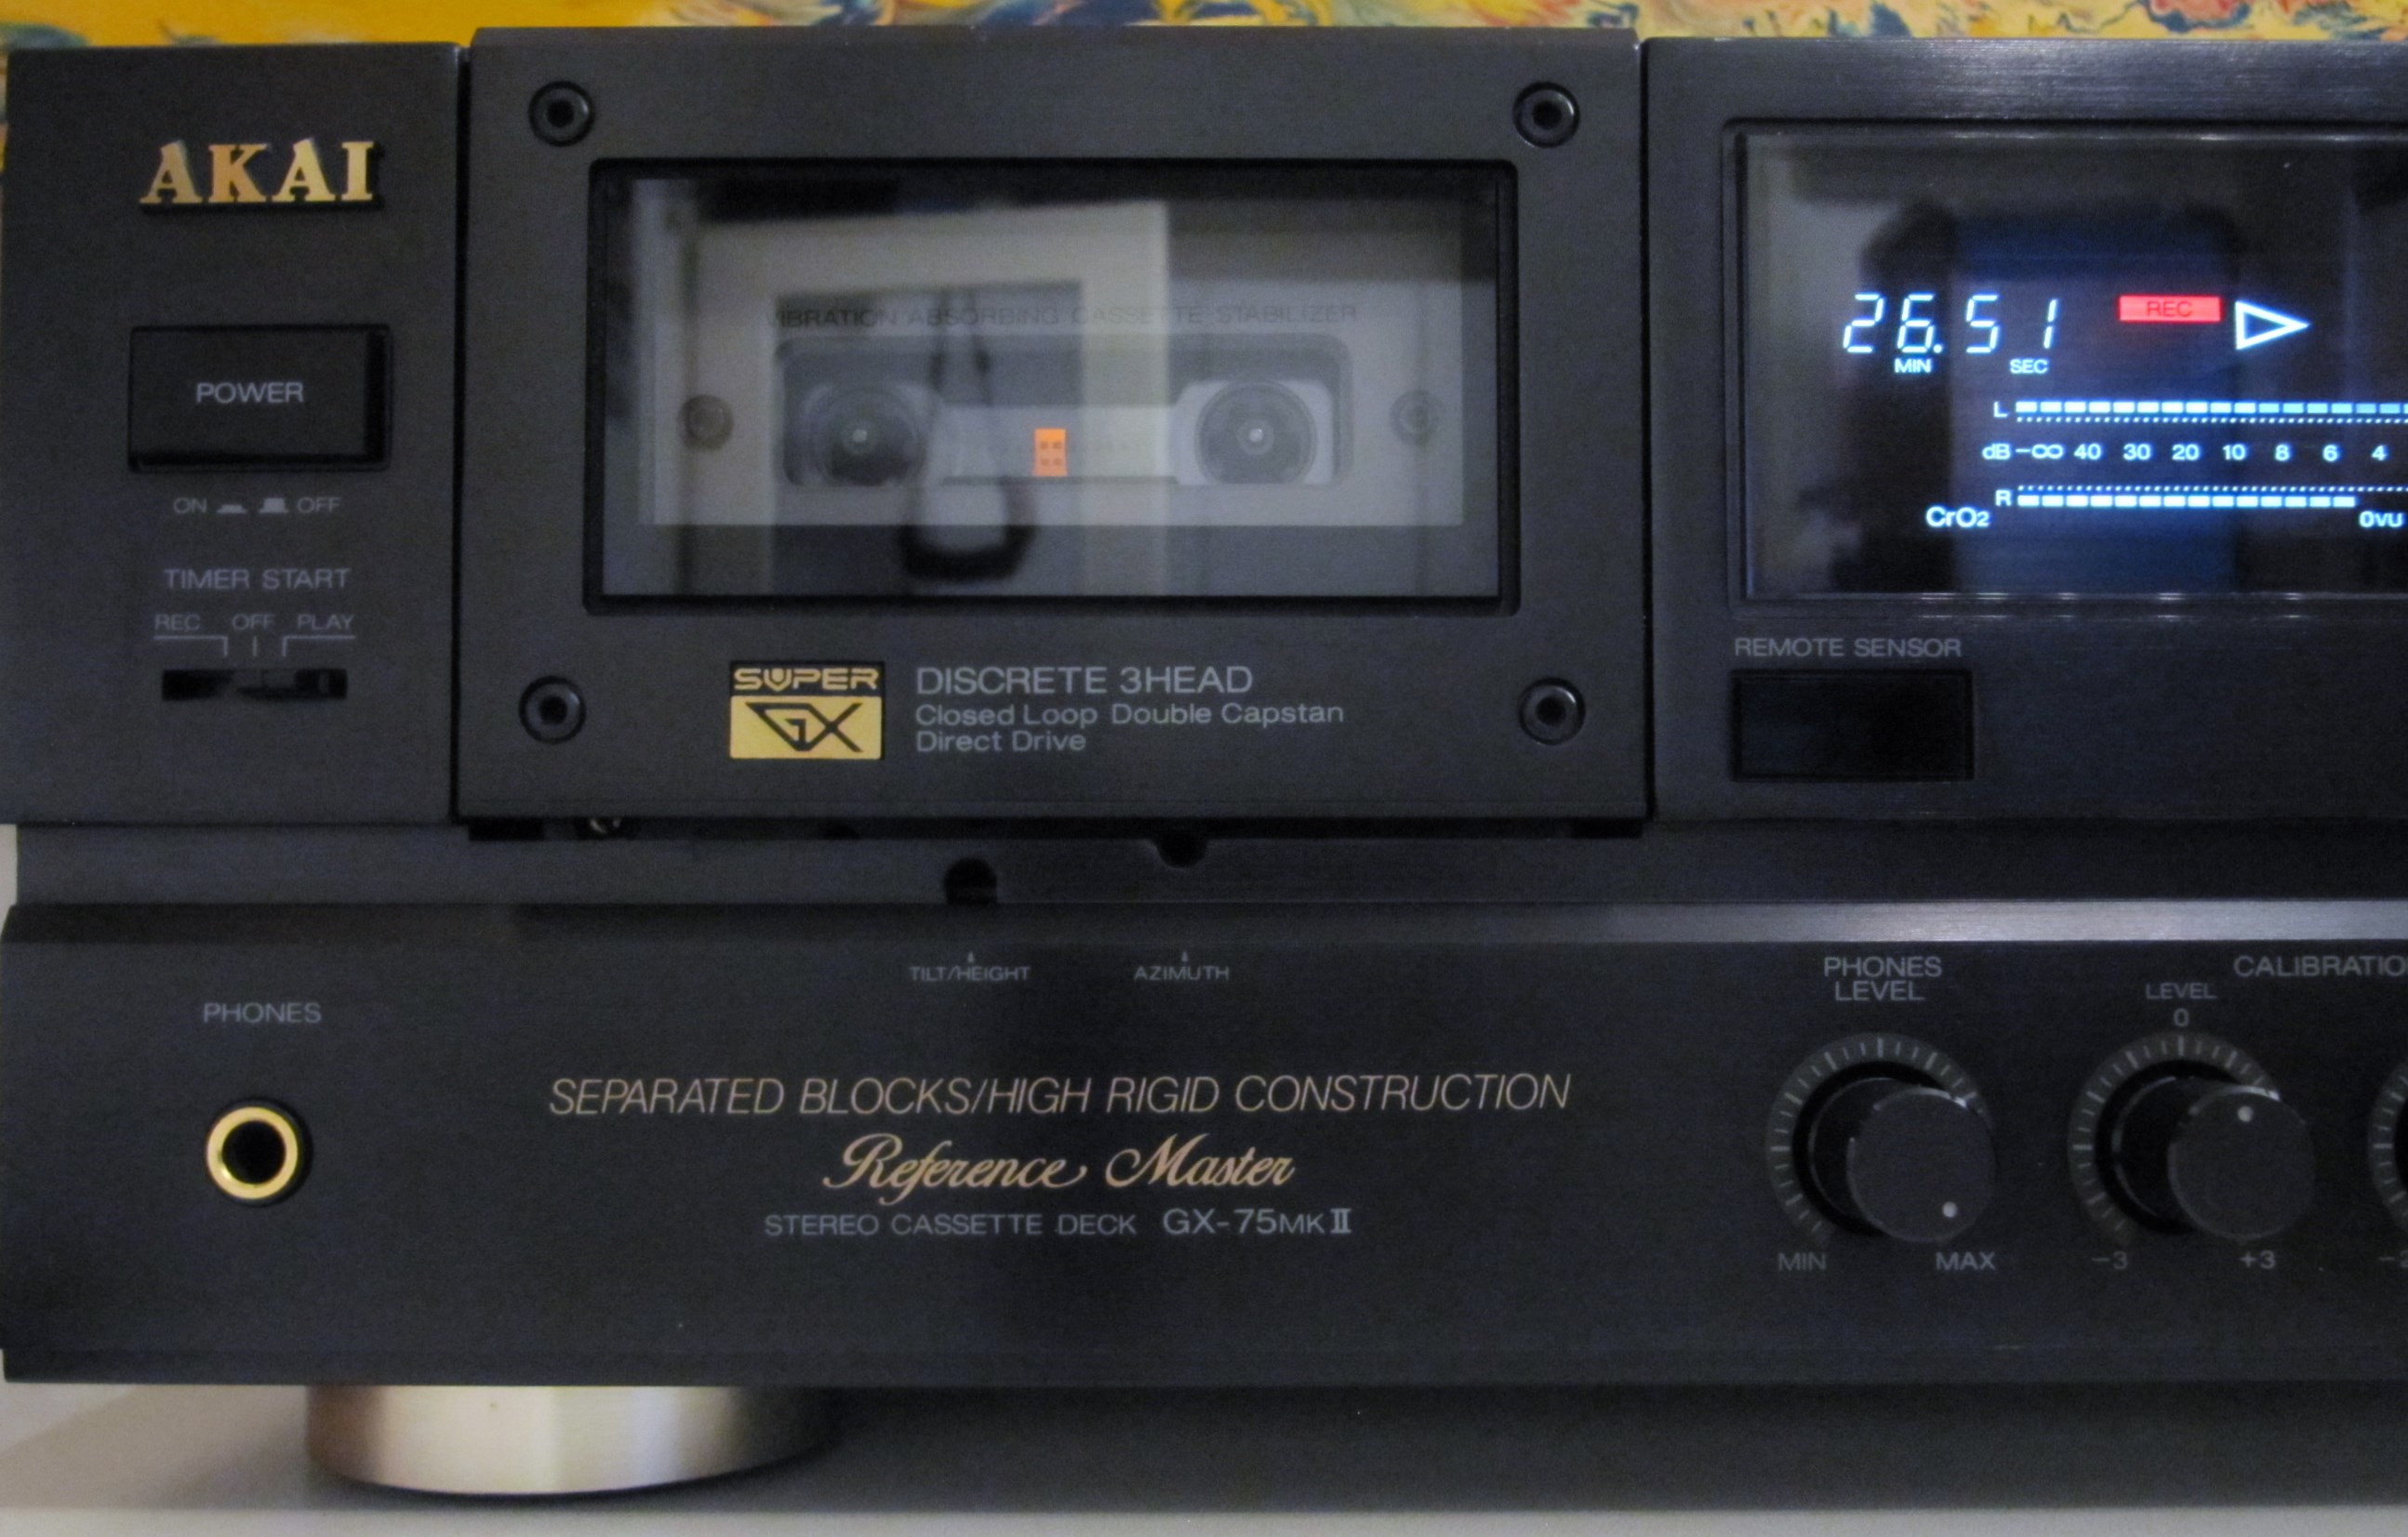 AKAI
POWER
ON OFF
TIMER START
REC OFF PLAY
VIBRATION ABSORBING CASSETTE STABILIZER
SUPER
GX
DISCRETE 3HEAD
Closed Loop Double Capstan
Direct Drive
26.51
MIN SEC
REC
L
dB -∞ 40 30 20 10 8 6 4
R
CrO2
0VU
REMOTE SENSOR
TILT/HEIGHT
AZIMUTH
PHONES
SEPARATED BLOCKS/HIGH RIGID CONSTRUCTION
Reference Master
STEREO CASSETTE DECK GX-75MKII
PHONES
LEVEL
MIN MAX
CALIBRATIO
LEVEL
0
-3 +3
-2